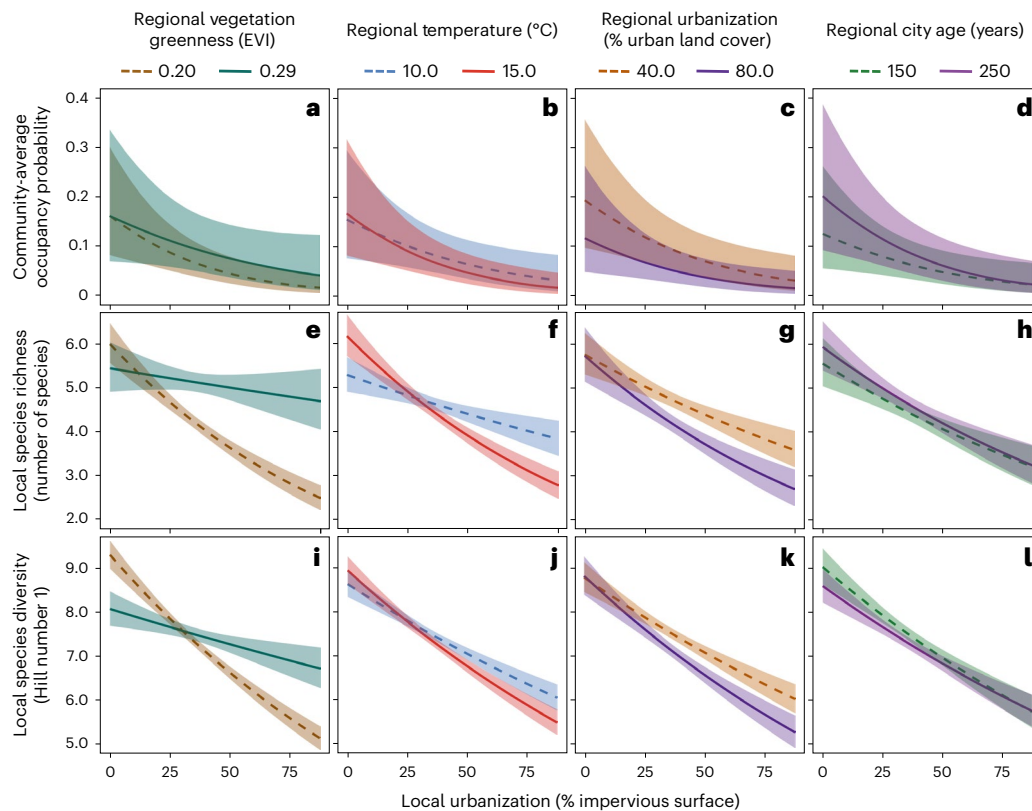 Regional vegetation
greenness (EVI)
0.20 0.29
Regional temperature (°C)
10.0 15.0
Regional urbanization
(% urban land cover)
40.0 80.0
Regional city age (years)
150 250
Community-average
occupancy probability
0.4
0.3
0.2
0.1
0
a
b
c
d
Local species richness
(number of species)
6.0
5.0
4.0
3.0
2.0
e
f
g
h
Local species diversity
(Hill number 1)
9.0
8.0
7.0
6.0
5.0
i
j
k
l
0 25 50 75
0 25 50 75
0 25 50 75
0 25 50 75
Local urbanization (% impervious surface)